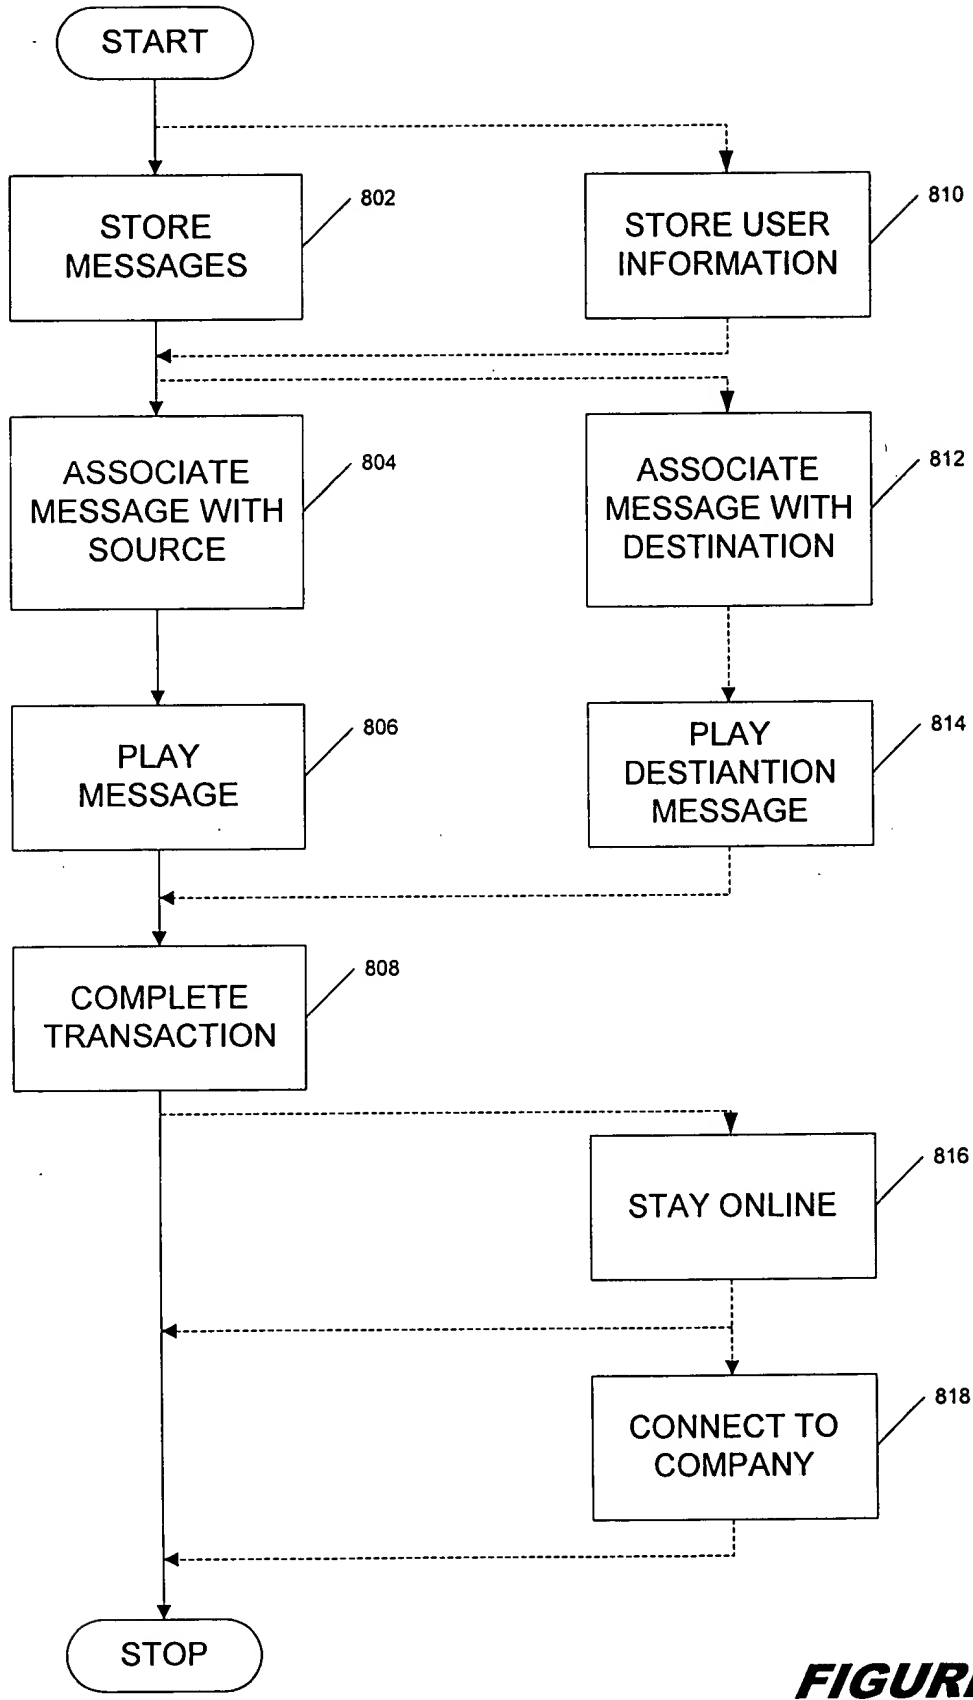 START
STORE
MESSAGES
802
STORE USER
INFORMATION
810
ASSOCIATE
MESSAGE WITH
SOURCE
804
ASSOCIATE
MESSAGE WITH
DESTINATION
812
PLAY
MESSAGE
806
PLAY
DESTIANTION
MESSAGE
814
COMPLETE
TRANSACTION
808
STAY ONLINE
816
CONNECT TO
COMPANY
818
STOP